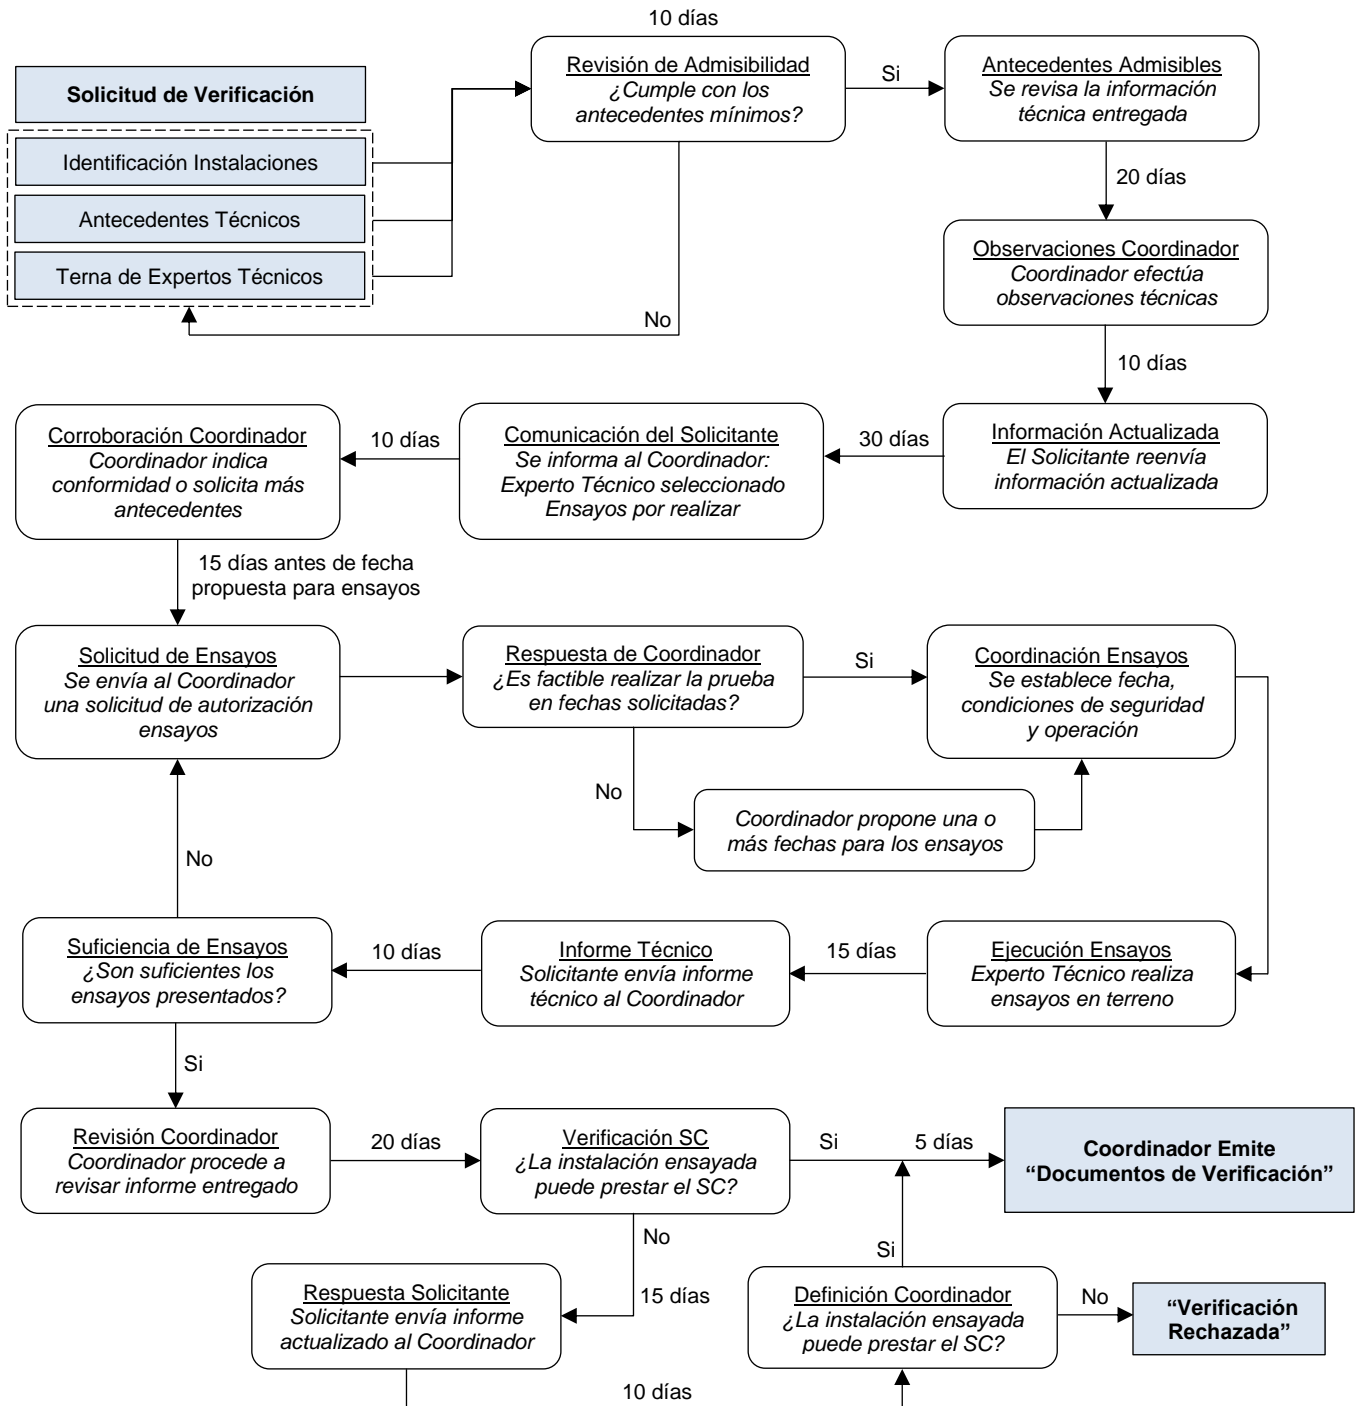 10 días
Solicitud de Verificación
Identificación Instalaciones
Antecedentes Técnicos
Terna de Expertos Técnicos
Revisión de Admisibilidad
¿Cumple con los
antecedentes mínimos?
Si
No
Antecedentes Admisibles
Se revisa la información
técnica entregada
20 días
Observaciones Coordinador
Coordinador efectúa
observaciones técnicas
10 días
Información Actualizada
El Solicitante reenvía
información actualizada
30 días
Comunicación del Solicitante
Se informa al Coordinador:
Experto Técnico seleccionado
Ensayos por realizar
10 días
Corroboración Coordinador
Coordinador indica
conformidad o solicita más
antecedentes
15 días antes de fecha
propuesta para ensayos
Solicitud de Ensayos
Se envía al Coordinador
una solicitud de autorización
ensayos
Respuesta de Coordinador
¿Es factible realizar la prueba
en fechas solicitadas?
Si
No
Coordinador propone una o
más fechas para los ensayos
Coordinación Ensayos
Se establece fecha,
condiciones de seguridad
y operación
Ejecución Ensayos
Experto Técnico realiza
ensayos en terreno
15 días
Informe Técnico
Solicitante envía informe
técnico al Coordinador
10 días
Suficiencia de Ensayos
¿Son suficientes los
ensayos presentados?
No
Si
Revisión Coordinador
Coordinador procede a
revisar informe entregado
20 días
Verificación SC
¿La instalación ensayada
puede prestar el SC?
Si
5 días
Coordinador Emite
“Documentos de Verificación”
No
15 días
Respuesta Solicitante
Solicitante envía informe
actualizado al Coordinador
10 días
Definición Coordinador
¿La instalación ensayada
puede prestar el SC?
Si
No
“Verificación
Rechazada”